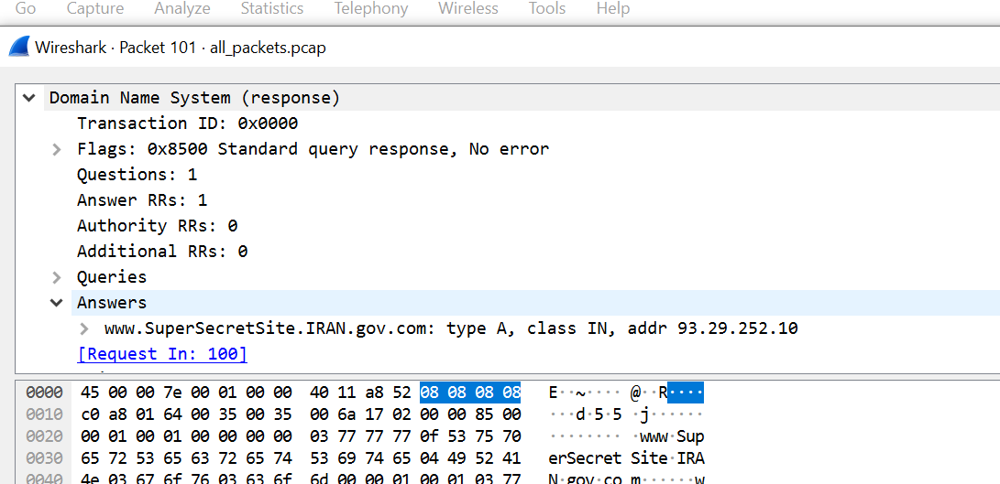 Go Capture Analyze Statistics Telephony Wireless Tools Help
Wireshark · Packet 101 · all_packets.pcap
Domain Name System (response)
Transaction ID: 0x0000
Flags: 0x8500 Standard query response, No error
Questions: 1
Answer RRs: 1
Authority RRs: 0
Additional RRs: 0
Queries
Answers
www.SuperSecretSite.IRAN.gov.com: type A, class IN, addr 93.29.252.10
[Request In: 100]
0000 45 00 00 7e 00 01 00 00 40 11 a8 52 08 08 08 08 E··~····@··R····
0010 c0 a8 01 64 00 35 00 35 00 6a 17 02 00 00 85 00 ···d·5·5·j······
0020 00 01 00 01 00 00 00 00 03 77 77 77 0f 53 75 70 ·········www·Sup
0030 65 72 53 65 63 72 65 74 53 69 74 65 04 49 52 41 erSecret Site·IRA
0040 4e 03 67 6f 76 03 63 6f 6d 00 00 01 00 01 03 77 N·gov·co m······w